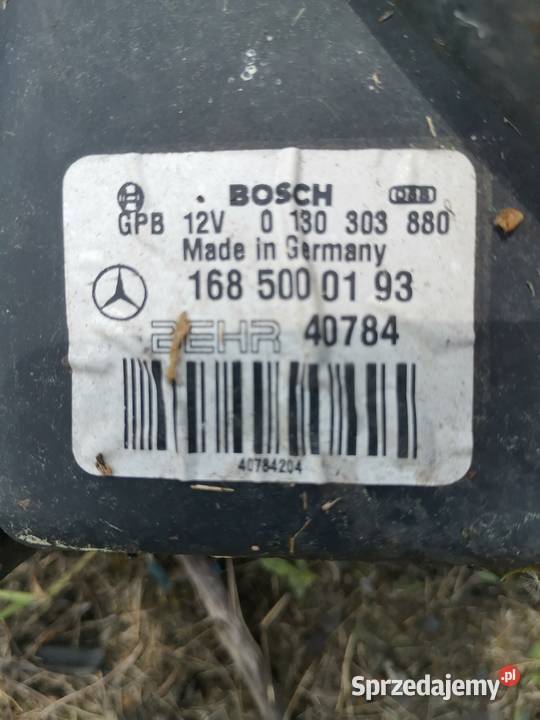 BOSCH
GPB 12V 0 130 303 880
Made in Germany
168 500 01 93
BEHR 40784
40784204
Sprzedajemy.pl